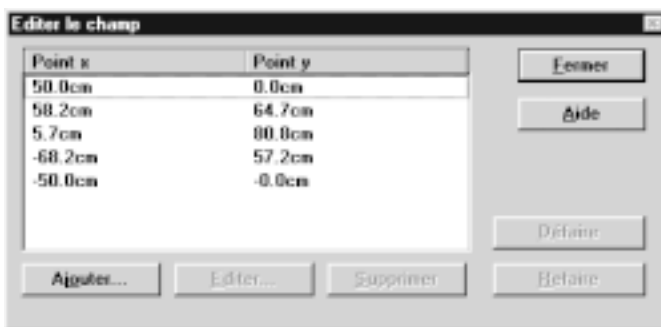 Editer le champ
Point x Point y Fermer
50.0cm 0.0cm
58.2cm 64.7cm Aide
5.7cm 80.8cm
-68.2cm 57.2cm
-50.0cm -0.0cm
Défaire
Ajouter... Editer... Supprimer Refaire